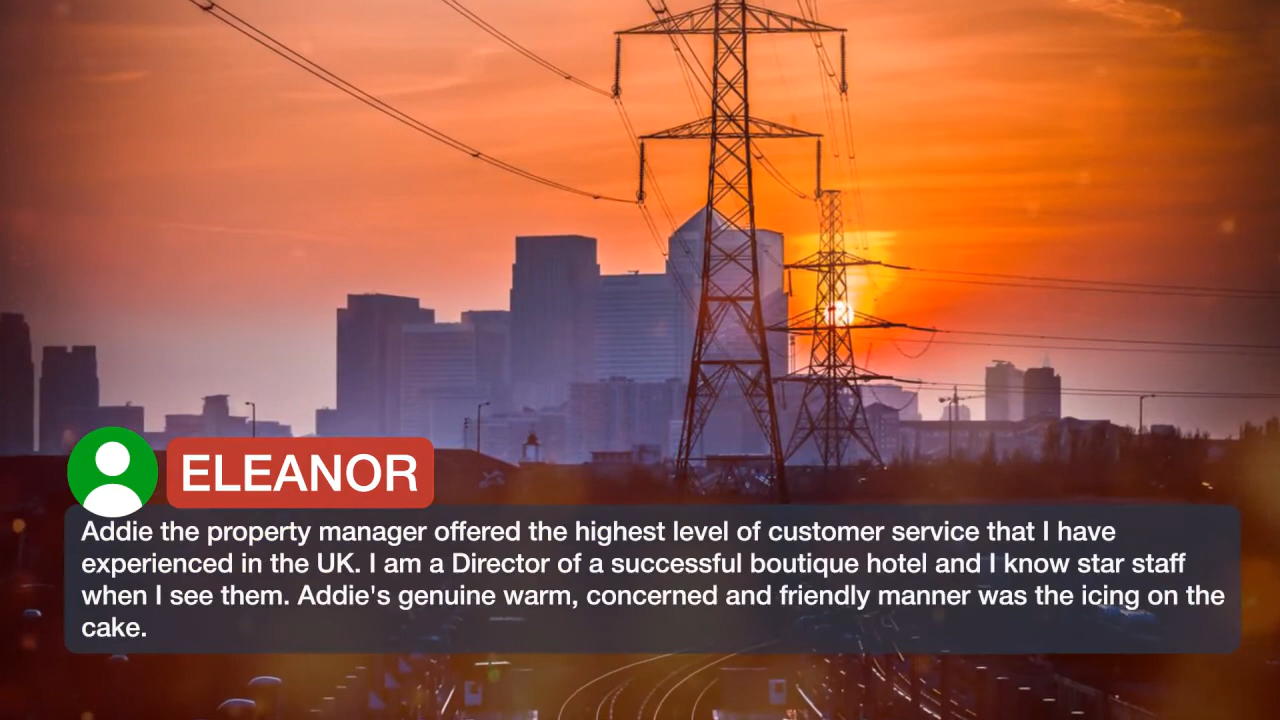 ELEANOR
Addie the property manager offered the highest level of customer service that I have
experienced in the UK. I am a Director of a successful boutique hotel and I know star staff
when I see them. Addie's genuine warm, concerned and friendly manner was the icing on the
cake.